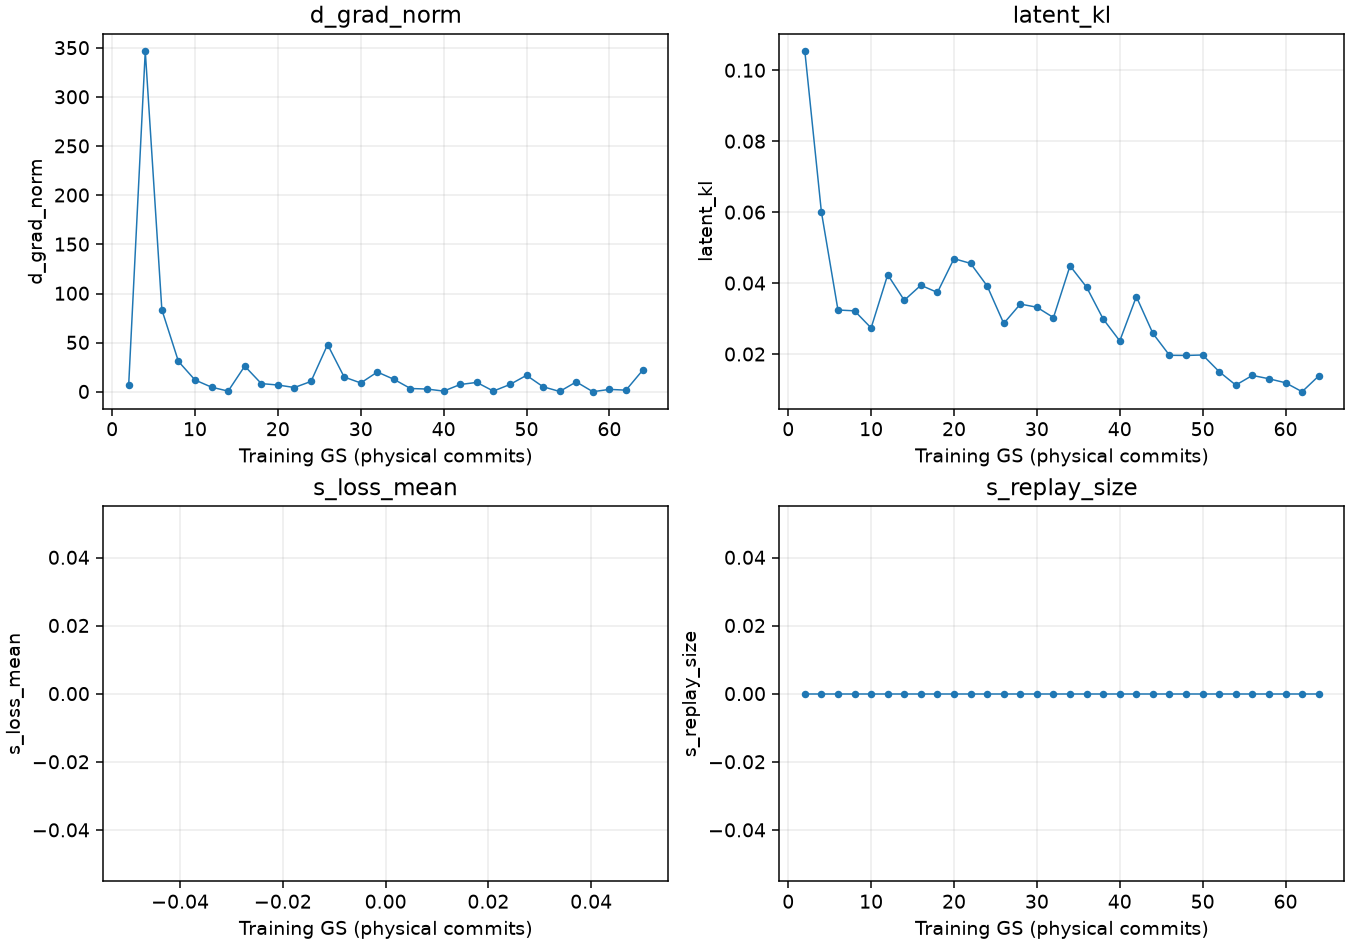 d_grad_norm
d_grad_norm
350
300
250
200
150
100
50
0
0 10 20 30 40 50 60
Training GS (physical commits)
latent_kl
latent_kl
0.10
0.08
0.06
0.04
0.02
0 10 20 30 40 50 60
Training GS (physical commits)
s_loss_mean
s_loss_mean
0.04
0.02
0.00
−0.02
−0.04
−0.04 −0.02 0.00 0.02 0.04
Training GS (physical commits)
s_replay_size
s_replay_size
0.04
0.02
0.00
−0.02
−0.04
0 10 20 30 40 50 60
Training GS (physical commits)